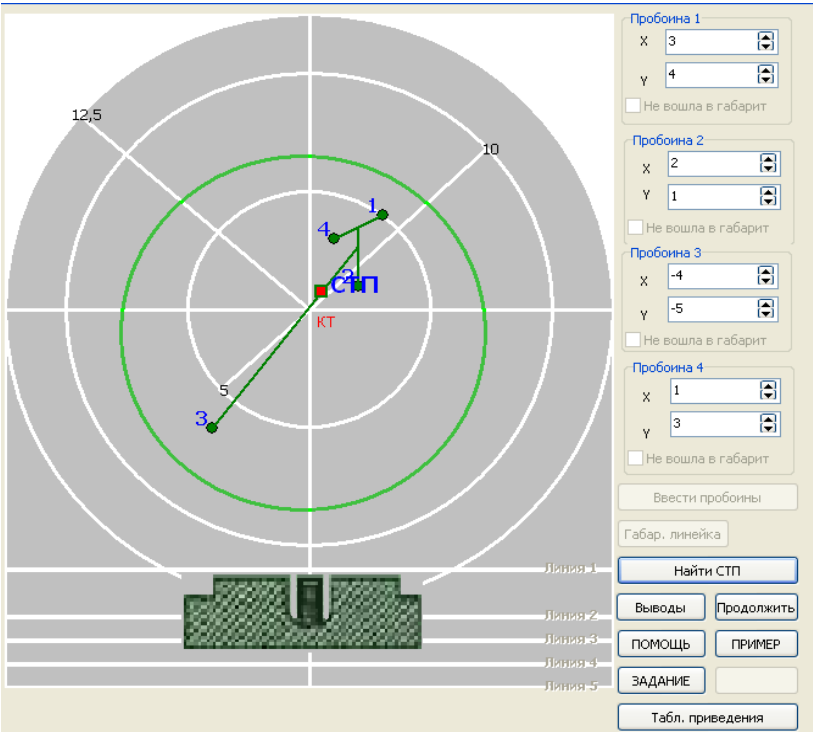 12,5
10
1
4
2
СТП
КТ
5
3
Линия 1
Линия 2
Линия 3
Линия 4
Линия 5
Пробоина 1
X 3
Y 4
Не вошла в габарит
Пробоина 2
X 2
Y 1
Не вошла в габарит
Пробоина 3
X -4
Y -5
Не вошла в габарит
Пробоина 4
X 1
Y 3
Не вошла в габарит
Ввести пробоины
Габар. линейка
Найти СТП
Выводы Продолжить
ПОМОЩЬ ПРИМЕР
ЗАДАНИЕ
Табл. приведения